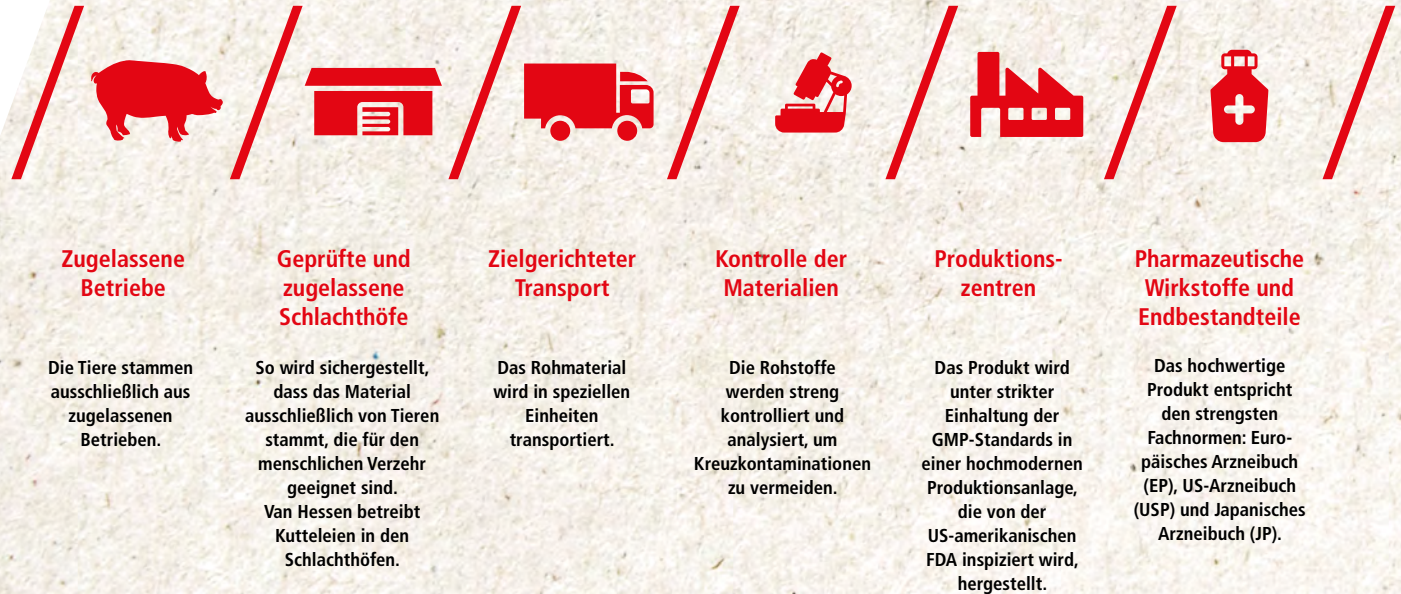 Zugelassene
Betriebe
Die Tiere stammen
ausschließlich aus
zugelassenen
Betrieben.
Geprüfte und
zugelassene
Schlachthöfe
So wird sichergestellt,
dass das Material
ausschließlich von Tieren
stammt, die für den
menschlichen Verzehr
geeignet sind.
Van Hessen betreibt
Kutteleien in den
Schlachthöfen.
Zielgerichteter
Transport
Das Rohmaterial
wird in speziellen
Einheiten
transportiert.
Kontrolle der
Materialien
Die Rohstoffe
werden streng
kontrolliert und
analysiert, um
Kreuzkontaminationen
zu vermeiden.
Produktions-
zentren
Das Produkt wird
unter strikter
Einhaltung der
GMP-Standards in
einer hochmodernen
Produktionsanlage,
die von der
US-amerikanischen
FDA inspiziert wird,
hergestellt.
Pharmazeutische
Wirkstoffe und
Endbestandteile
Das hochwertige
Produkt entspricht
den strengsten
Fachnormen: Euro-
päisches Arzneibuch
(EP), US-Arzneibuch
(USP) und Japanisches
Arzneibuch (JP).